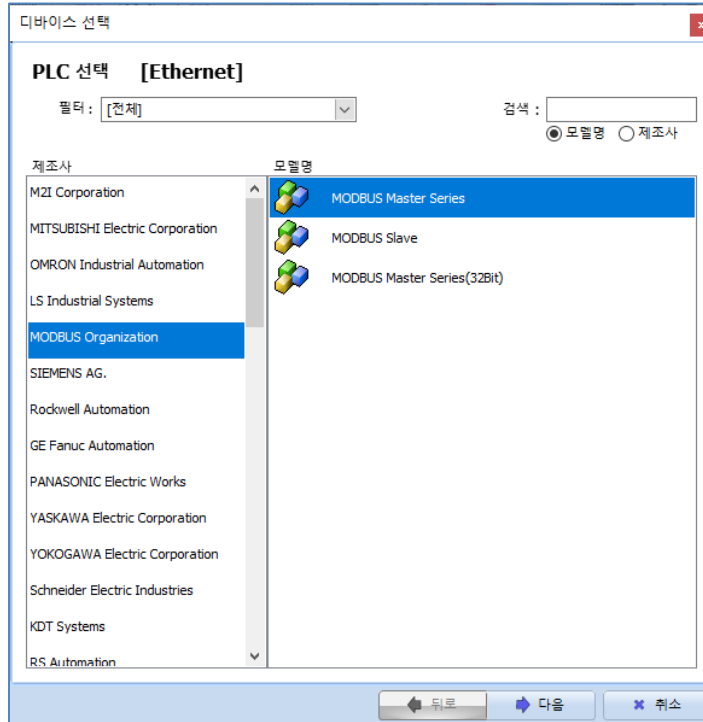 디바이스 선택
PLC 선택 [Ethernet]
필터 : [전체]
검색 :
모델명 제조사
제조사
모델명
M2I Corporation
MITSUBISHI Electric Corporation
OMRON Industrial Automation
LS Industrial Systems
MODBUS Organization
SIEMENS AG.
Rockwell Automation
GE Fanuc Automation
PANASONIC Electric Works
YASKAWA Electric Corporation
YOKOGAWA Electric Corporation
Schneider Electric Industries
KDT Systems
RS Automation
MODBUS Master Series
MODBUS Slave
MODBUS Master Series(32Bit)
뒤로 다음 취소